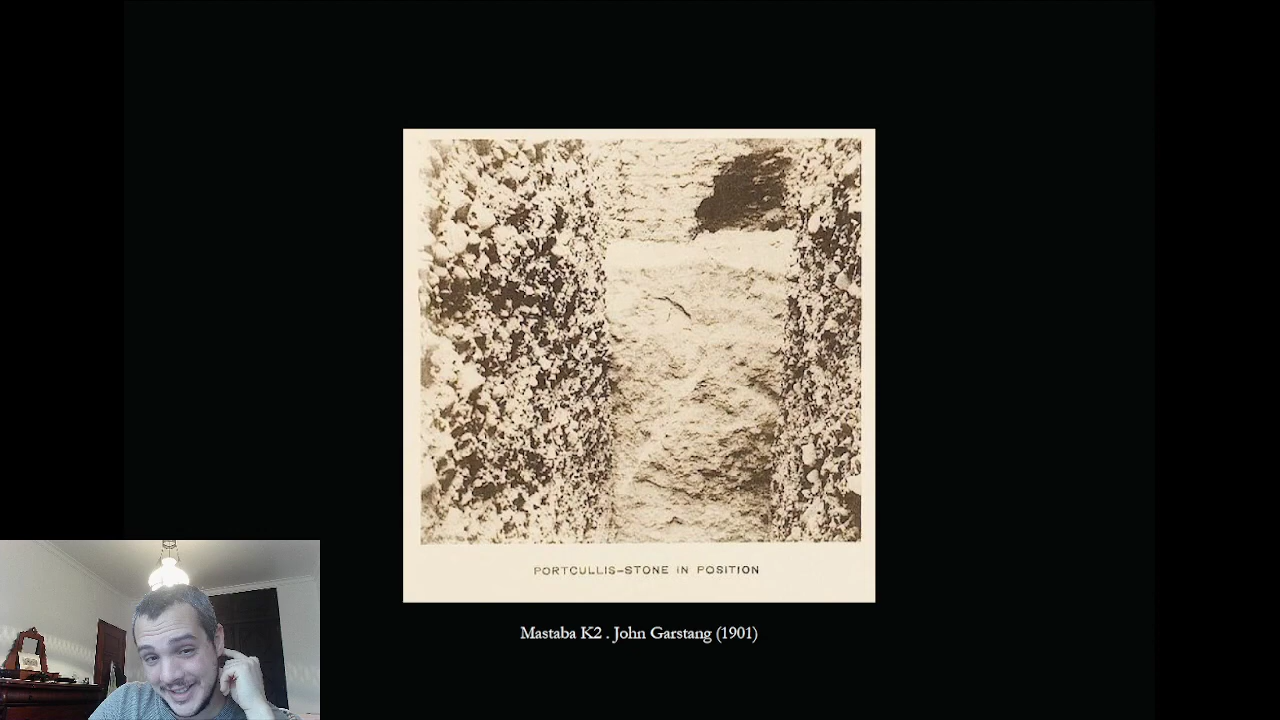 PORTCULLIS-STONE IN POSITION
Mastaba K2 . John Garstang (1901)